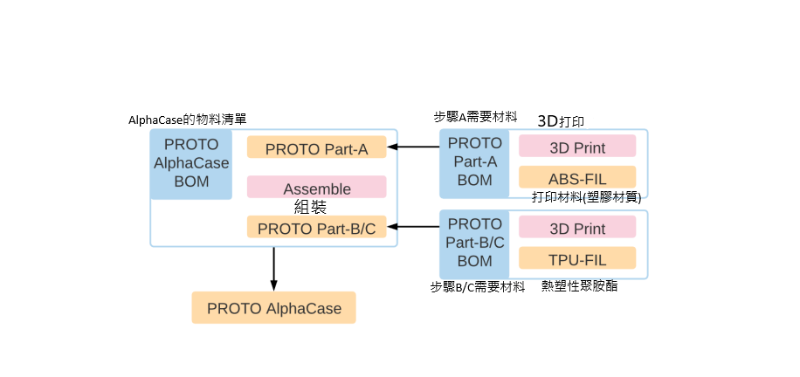 AlphaCase的物料清單
PROTO
AlphaCase
BOM
PROTO Part-A
Assemble
組裝
PROTO Part-B/C
PROTO AlphaCase
步驟A需要材料
3D打印
PROTO
Part-A
BOM
3D Print
ABS-FIL
打印材料(塑膠材質)
PROTO
Part-B/C
BOM
3D Print
TPU-FIL
步驟B/C需要材料
熱塑性聚胺酯